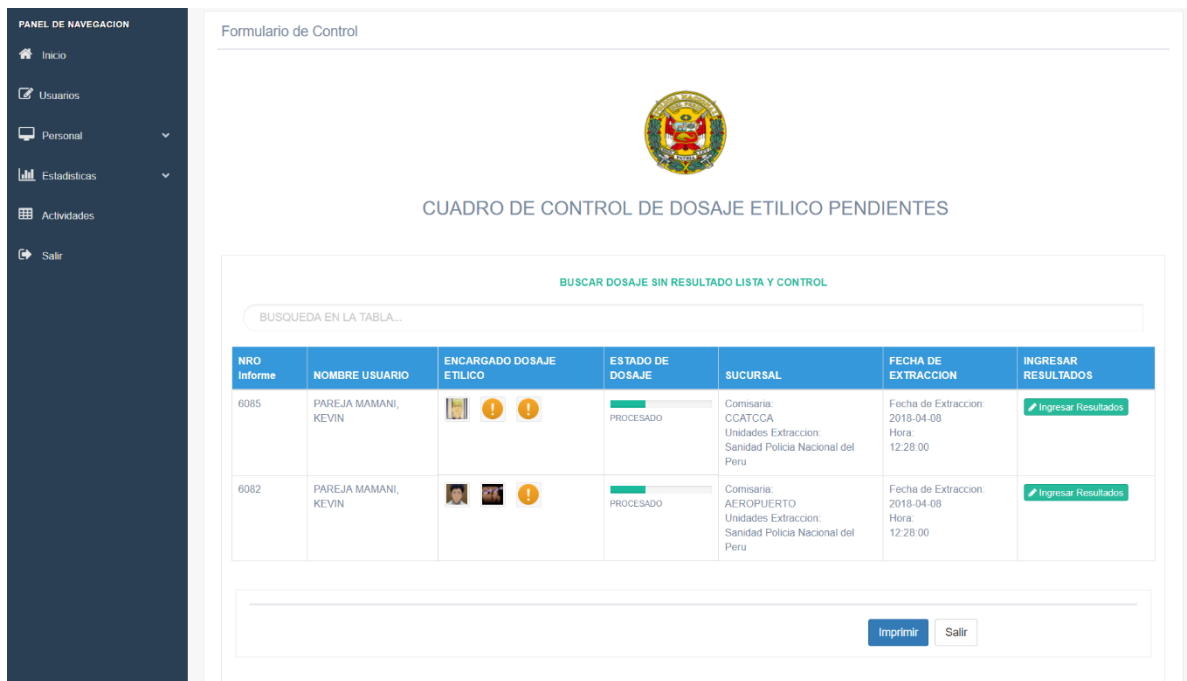 PANEL DE NAVEGACION
Inicio
Usuarios
Personal
Estadisticas
Actividades
Salir
Formulario de Control
CUADRO DE CONTROL DE DOSAJE ETILICO PENDIENTES
BUSCAR DOSAJE SIN RESULTADO LISTA Y CONTROL
BUSQUEDA EN LA TABLA...
NRO
Informe
NOMBRE USUARIO
ENCARGADO DOSAJE
ETILICO
ESTADO DE
DOSAJE
SUCURSAL
FECHA DE
EXTRACCION
INGRESAR
RESULTADOS
6085
PAREJA MAMANI,
KEVIN
PROCESADO
Comisaria:
CCATCCA
Unidades Extraccion:
Sanidad Policia Nacional del
Peru
Fecha de Extraccion:
2018-04-08
Hora:
12:28:00
Ingresar Resultados
6082
PAREJA MAMANI,
KEVIN
PROCESADO
Comisaria:
AEROPUERTO
Unidades Extraccion:
Sanidad Policia Nacional del
Peru
Fecha de Extraccion:
2018-04-08
Hora:
12:28:00
Ingresar Resultados
Imprimir
Salir